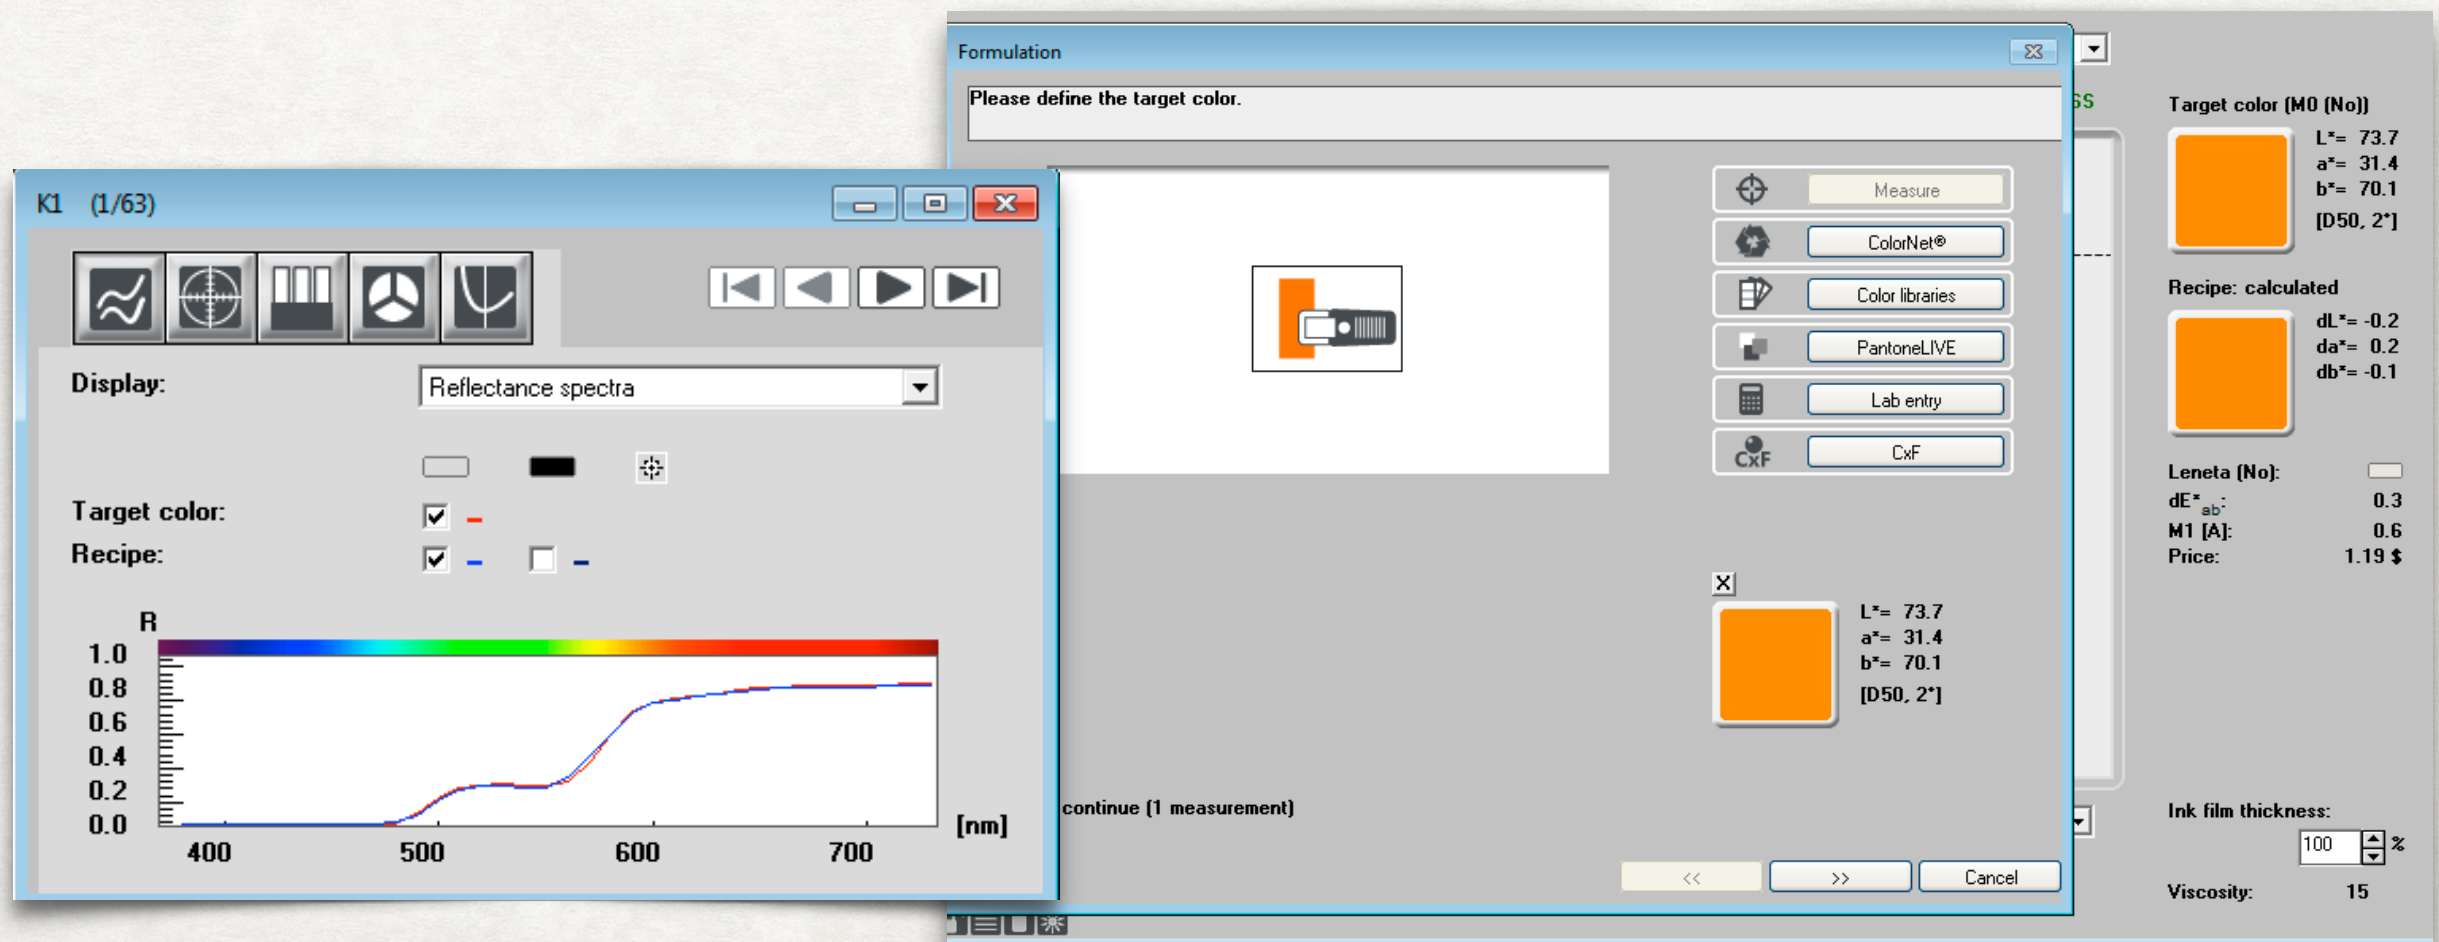 K1 (1/63)
Display:
Reflectance spectra
Target color:
Recipe:
R
1.0
0.8
0.6
0.4
0.2
0.0
400 500 600 700
[nm]
Formulation
Please define the target color.
Measure
ColorNet®
Color libraries
PantoneLIVE
Lab entry
CxF
CxF
X
L*= 73.7
a*= 31.4
b*= 70.1
[D50, 2°]
continue (1 measurement)
<<
>>
Cancel
Target color (M0 (No))
L*= 73.7
a*= 31.4
b*= 70.1
[D50, 2°]
Recipe: calculated
dL*= -0.2
da*= 0.2
db*= -0.1
Leneta (No):
dE*ab: 0.3
M1 [A]: 0.6
Price: 1.19 $
Ink film thickness:
100 %
Viscosity: 15